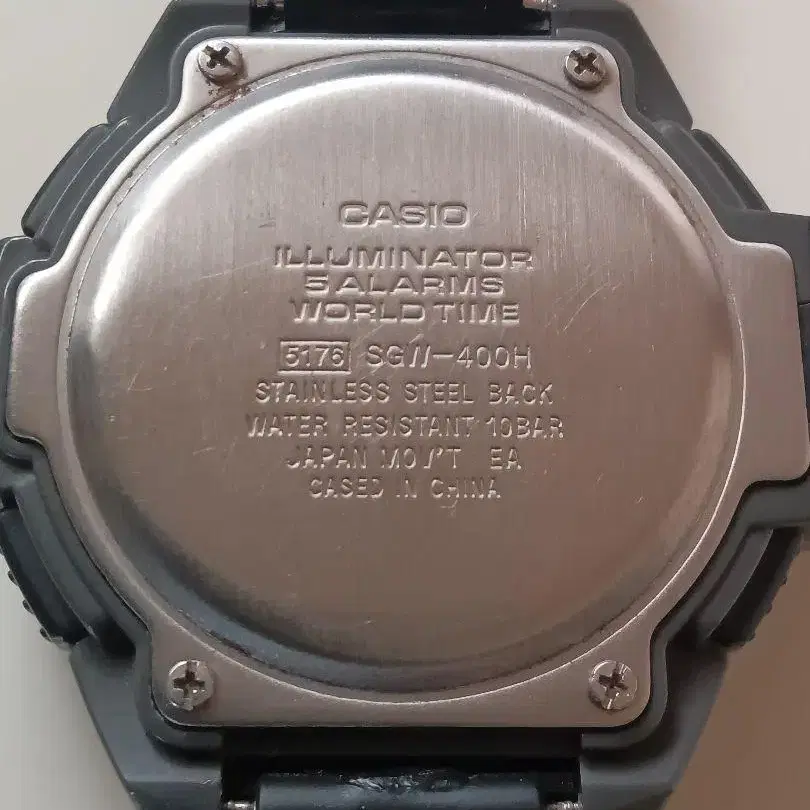 CASIO
ILLUMINATOR
5 ALARMS
WORLD TIME
5176 SGW-400H
STAINLESS STEEL BACK
WATER RESISTANT 10BAR
JAPAN MOV'T EA
CASED IN CHINA